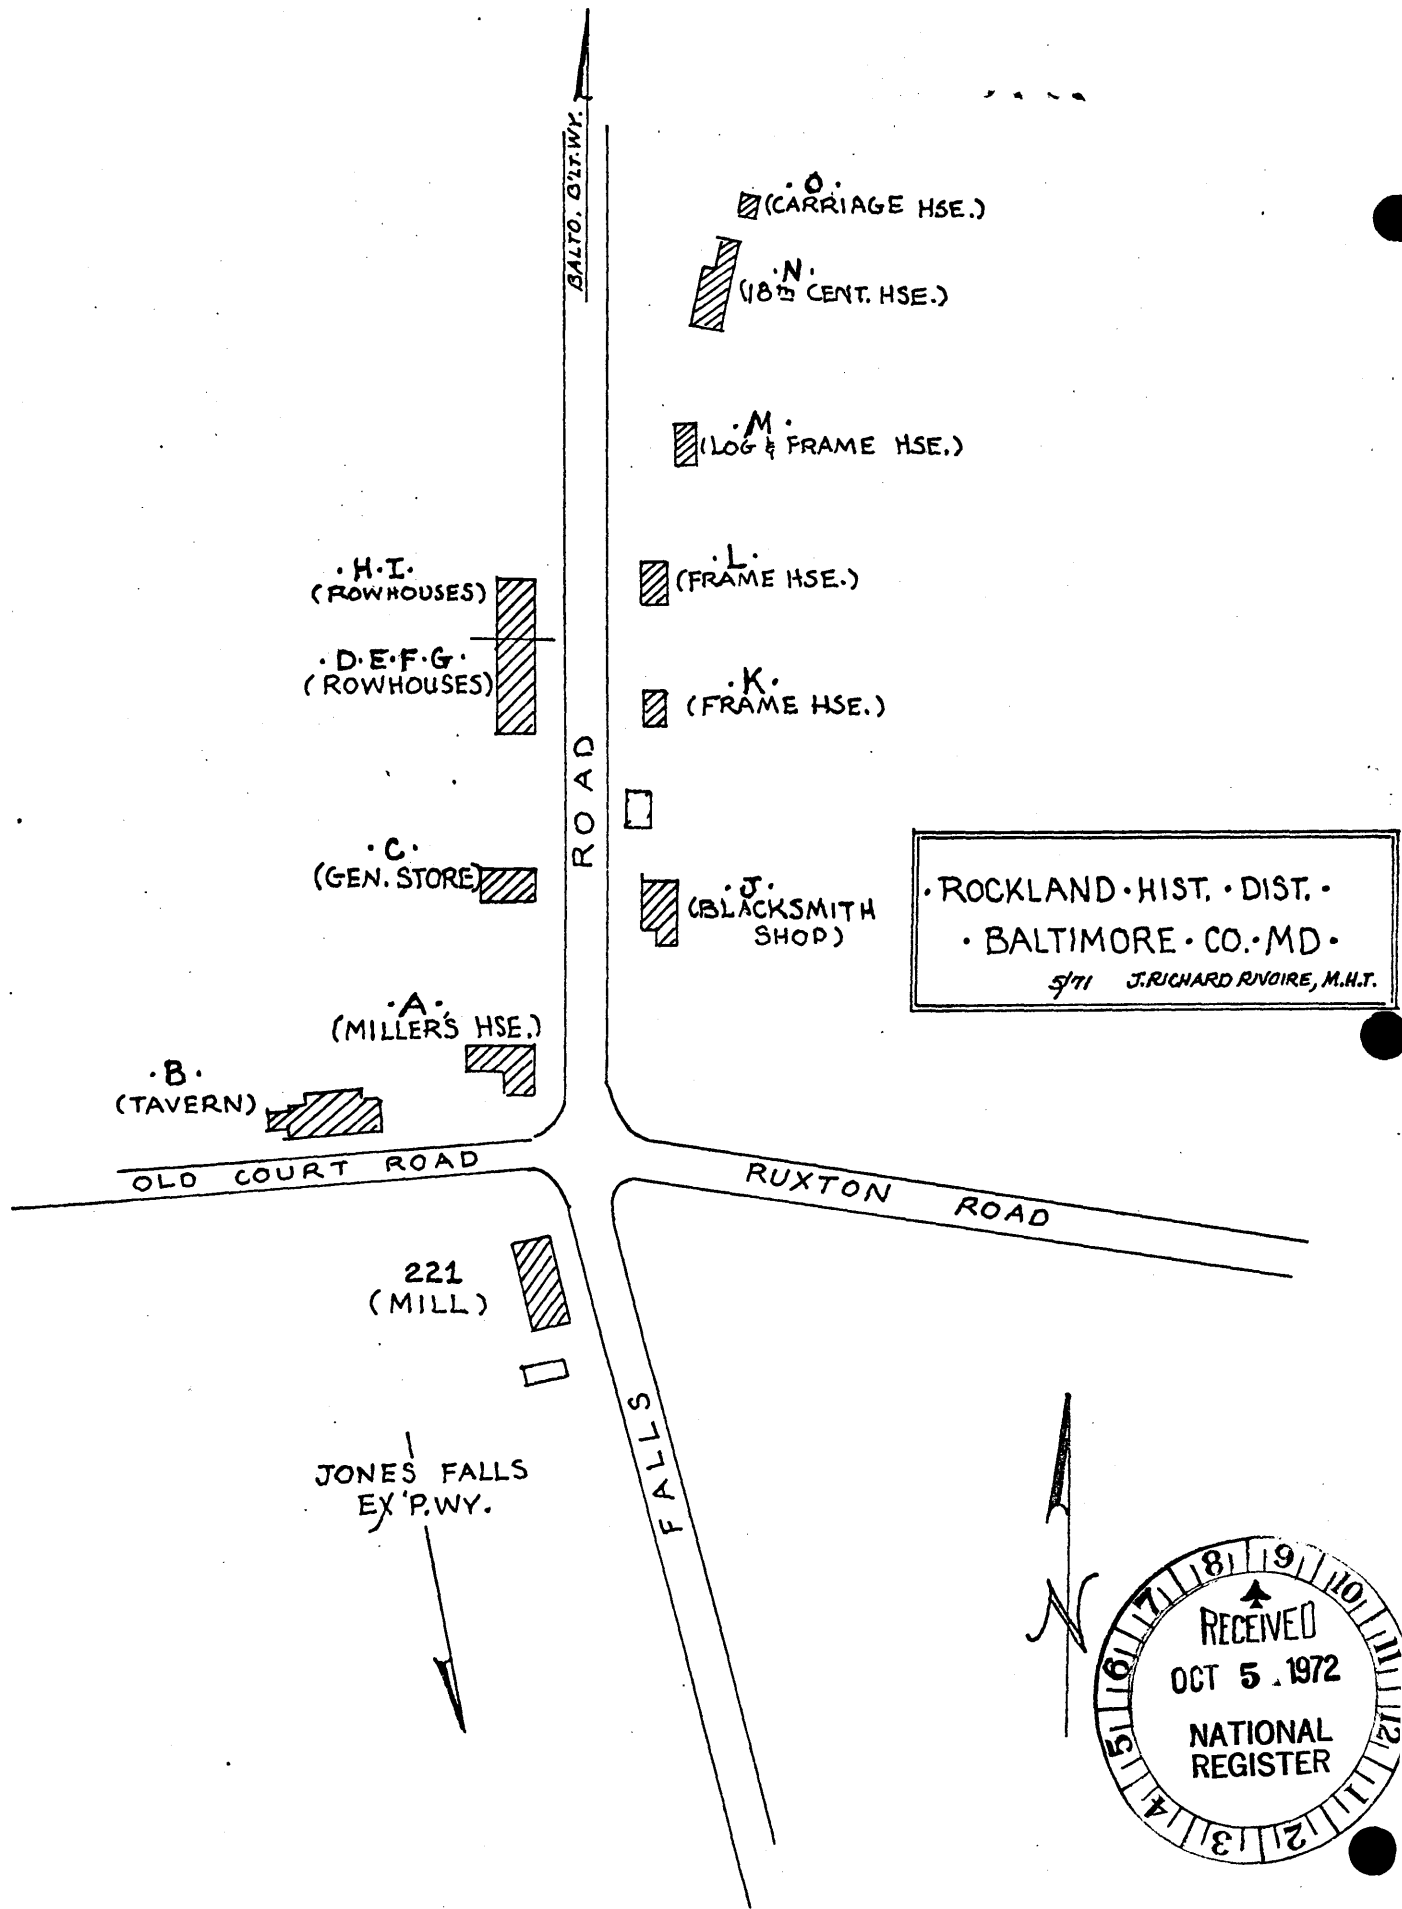 BALTO. B'LT.WY.
·O·
(CARRIAGE HSE.)
·N·
(18TH CENT. HSE.)
·M·
(LOG & FRAME HSE.)
·H·I·
(ROWHOUSES)
·L·
(FRAME HSE.)
·D·E·F·G·
(ROWHOUSES)
·K·
(FRAME HSE.)
ROAD
·C·
(GEN. STORE)
·J·
(BLACKSMITH
SHOP)
·ROCKLAND·HIST.·DIST.·
·BALTIMORE·CO.·MD·
5/71 J. RICHARD RIVOIRE, M.H.T.
·A·
(MILLER'S HSE.)
·B·
(TAVERN)
OLD COURT ROAD
RUXTON ROAD
221
(MILL)
FALLS
JONES FALLS
EX'P.WY.
N
RECEIVED
OCT 5 1972
NATIONAL
REGISTER
1 2 3 4 5 6 7 8 9 10 11 12